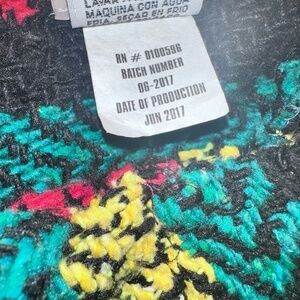 LAVAR
MAQUINA CON AGUA
FRIA, SECAR EN FRIO
RN # 0100596
BATCH NUMBER
06-2017
DATE OF PRODUCTION
JUN 2017